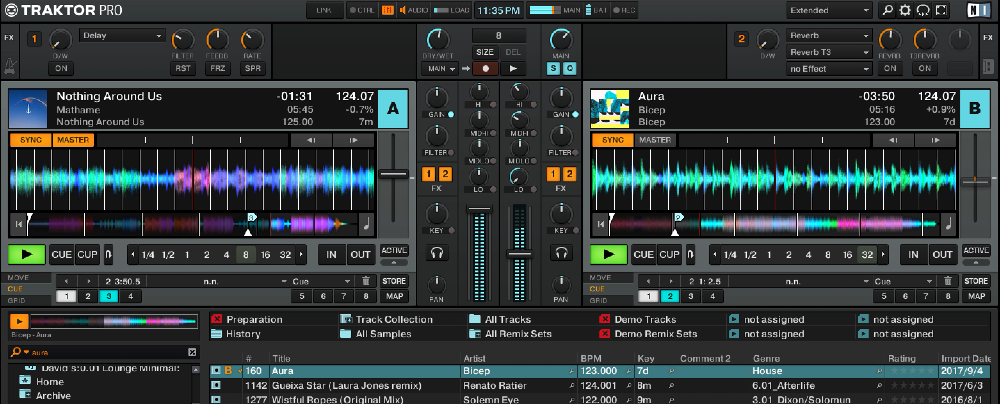 TRAKTOR PRO
LINK CTRL AUDIO LOAD 11:35 PM MAIN BAT REC Extended N I
FX 1 Delay 8 2 Reverb FX
D/W FILTER FEEDB RATE DRY/WET SIZE DEL MAIN D/W Reverb T3 REVRB T3REVRB
ON RST FRZ SPR MAIN S Q no Effect ON ON
Nothing Around Us -01:31 124.07 A
Mathame 05:45 -0.7%
Nothing Around Us 125.00 7m
SYNC MASTER
3
CUE CUP 1/4 1/2 1 2 4 8 16 32 IN OUT ACTIVE
MOVE
CUE
GRID
2 3:50.5 n.n. Cue STORE
1 2 3 4 5 6 7 8 MAP
HI HI
GAIN GAIN
MIDHI MIDHI
FILTER FILTER
MIDLO MIDLO
1 2 1 2
FX LO LO FX
KEY KEY
PAN PAN
Aura -03:50 124.07 B
Bicep 05:16 +0.9%
Bicep 123.00 7d
SYNC MASTER
2
CUE CUP 1/4 1/2 1 2 4 8 16 32 IN OUT ACTIVE
MOVE
CUE
GRID
2 1: 2.5 n.n. Cue STORE
1 2 3 4 5 6 7 8 MAP
Bicep - Aura
aura
David's:0.01 Lounge Minimal:
Home
Archive
Preparation Track Collection All Tracks Demo Tracks not assigned not assigned
History All Samples All Remix Sets Demo Remix Sets not assigned not assigned
# Title Artist BPM Key Comment 2 Genre Rating Import Date
B 160 Aura Bicep 123.000 7d House 2017/9/4
1142 Gueixa Star (Laura Jones remix) Renato Ratier 124.001 8m 6.01_Afterlife 2017/6/3
1277 Wistful Ropes (Original Mix) Solemn Eye 122.000 9m 3.01_Dixon/Solomun 2016/8/1